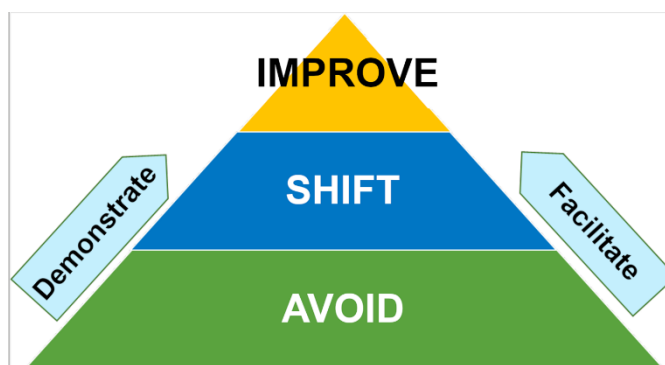 IMPROVE
SHIFT
AVOID
Demonstrate
Facilitate